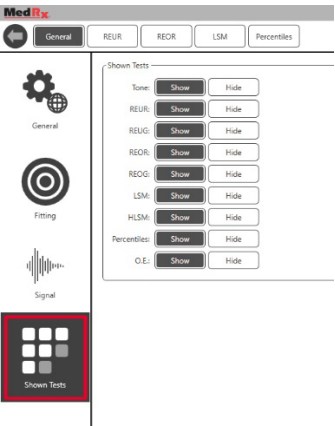 MedRx
General REUR REOR LSM Percentiles
Shown Tests
Tone: Show Hide
REUR: Show Hide
REUG: Show Hide
REOR: Show Hide
REOG: Show Hide
LSM: Show Hide
HLSM: Show Hide
Percentiles: Show Hide
O.E.: Show Hide
General
Fitting
Signal
Shown Tests